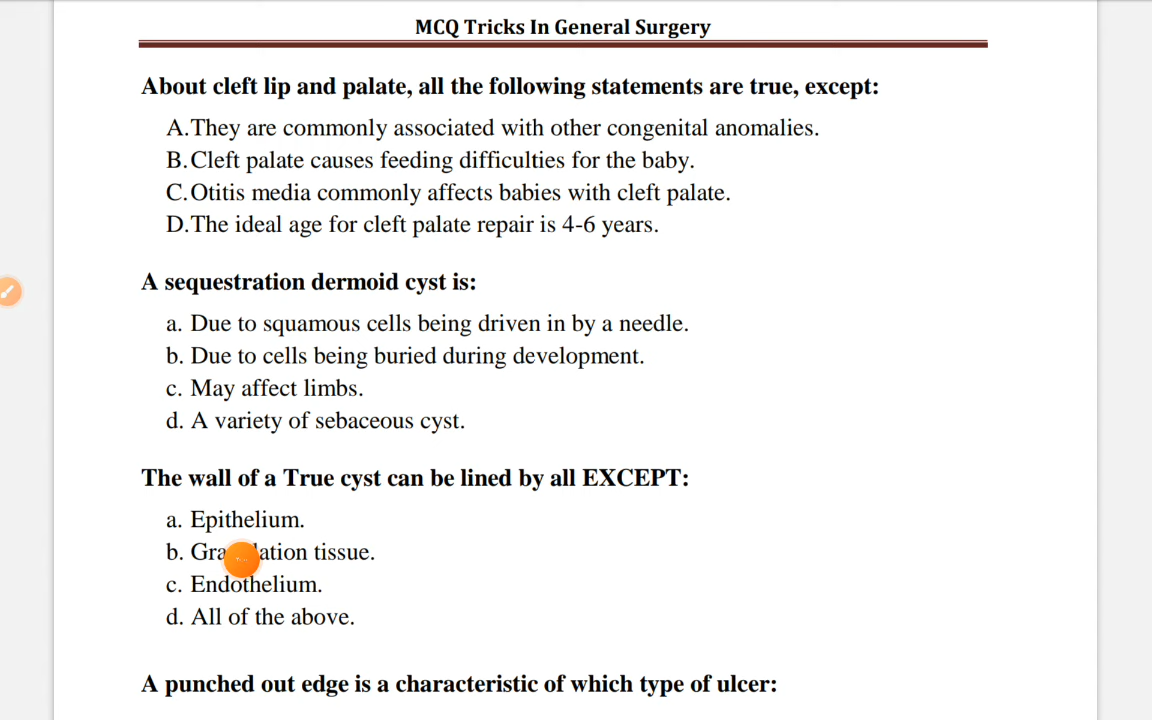 MCQ Tricks In General Surgery
About cleft lip and palate, all the following statements are true, except:
A.They are commonly associated with other congenital anomalies.
B.Cleft palate causes feeding difficulties for the baby.
C.Otitis media commonly affects babies with cleft palate.
D.The ideal age for cleft palate repair is 4-6 years.
A sequestration dermoid cyst is:
a. Due to squamous cells being driven in by a needle.
b. Due to cells being buried during development.
c. May affect limbs.
d. A variety of sebaceous cyst.
The wall of a True cyst can be lined by all EXCEPT:
a. Epithelium.
b. tissue.
c. Endothelium.
d. All of the above.
A punched out edge is a characteristic of which type of ulcer: